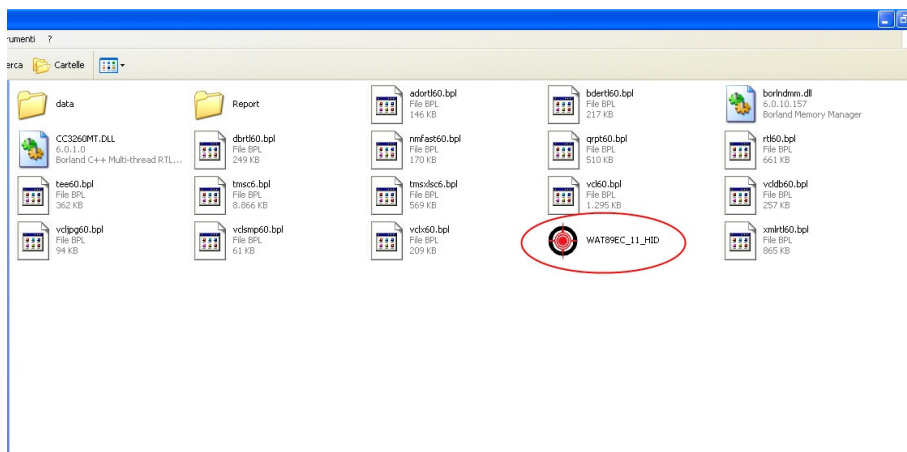 rumenti ?
erca Cartelle
data
Report
adortl60.bpl
File BPL
146 KB
bdertl60.bpl
File BPL
217 KB
borlndmm.dll
6.0.10.157
Borland Memory Manager
CC3260MT.DLL
6.0.1.0
Borland C++ Multi-thread RTL...
dbrtl60.bpl
File BPL
249 KB
nmfast60.bpl
File BPL
170 KB
qrpt60.bpl
File BPL
510 KB
rtl60.bpl
File BPL
661 KB
tee60.bpl
File BPL
362 KB
tmsc6.bpl
File BPL
8.866 KB
tmsxlsc6.bpl
File BPL
569 KB
vcl60.bpl
File BPL
1.295 KB
vcldb60.bpl
File BPL
257 KB
vcljpg60.bpl
File BPL
94 KB
vclsmp60.bpl
File BPL
61 KB
vclx60.bpl
File BPL
209 KB
WAT89EC_11_HID
xmlrtl60.bpl
File BPL
865 KB